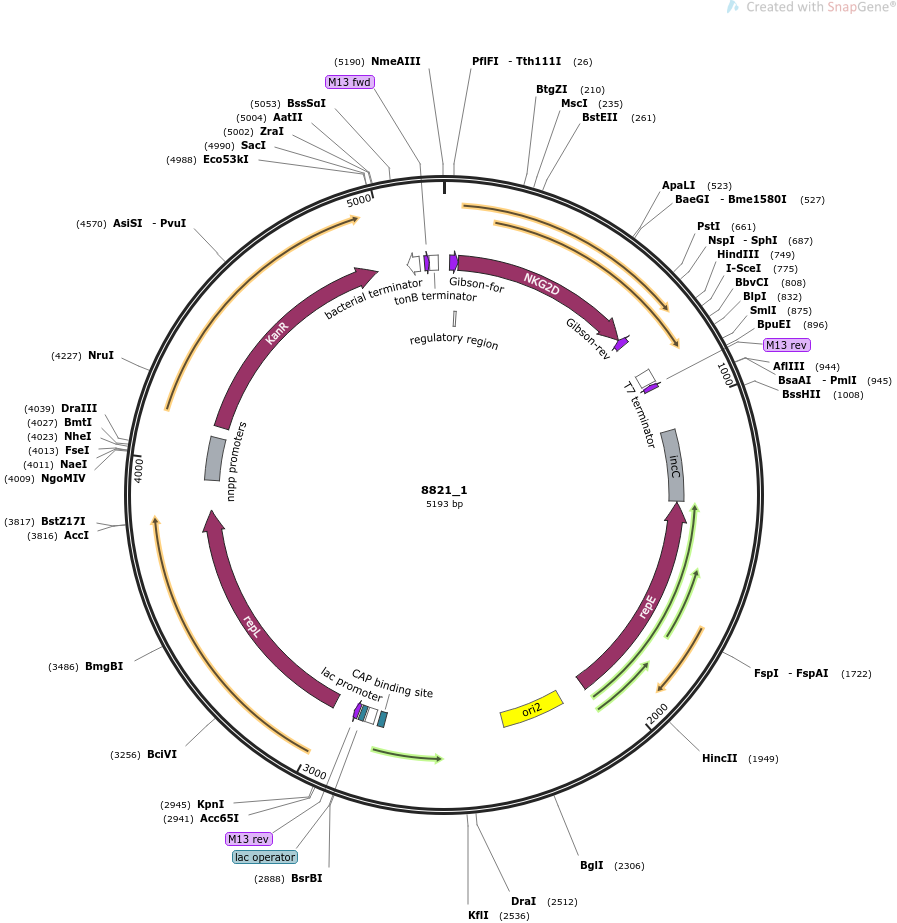 Created with SnapGene®
(5190) NmeAIII
PflFI - Tth111I (26)
M13 fwd
BtgZI (210)
(5053) BssSαI
MscI (235)
(5004) AatII
BstEII (261)
(5002) ZraI
(4990) SacI
(4988) Eco53kI
ApaLI (523)
BaeGI - Bme1580I (527)
5000
(4570) AsiSI - PvuI
PstI (661)
NspI - SphI (687)
HindIII (749)
I-SceI (775)
BbvCI (808)
BlpI (832)
SmlI (875)
BpuEI (896)
M13 rev
AflIII (944)
BsaAI - PmlI (945)
BssHII (1008)
1000
bacterial terminator
tonB terminator
Gibson-for
NKG2D
regulatory region
Gibson-rev
KanR
T7 terminator
(4227) NruI
(4039) DraIII
(4027) BmtI
(4023) NheI
(4013) FseI
(4011) NaeI
(4009) NgoMIV
4000
nnpp promoters
incC
8821_1
5193 bp
(3817) BstZ17I
(3816) AccI
repL
repE
(3486) BmgBI
FspI - FspAI (1722)
lac promoter
CAP binding site
ori2
2000
(3256) BciVI
HincII (1949)
3000
(2945) KpnI
(2941) Acc65I
M13 rev
lac operator
(2888) BsrBI
BglI (2306)
DraI (2512)
KflI (2536)